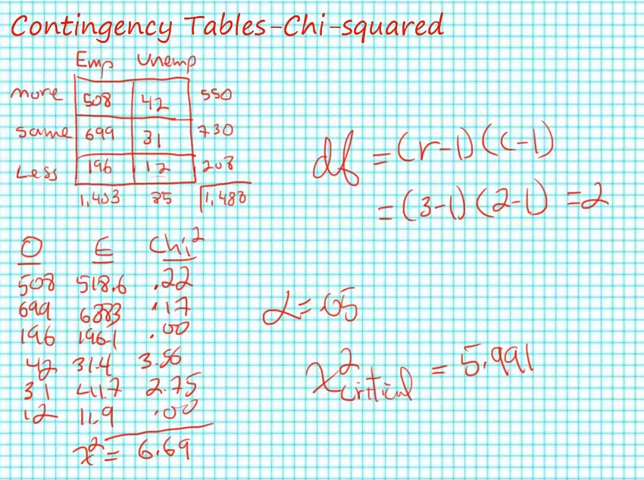 Contingency Tables-Chi-squared
Emp Unemp
more 508 42 550
same 699 31 730
Less 196 12 208
1,403 85 1,488
df = (r-1)(c-1)
= (3-1)(2-1) = 2
O E Chi²
508 518.6 .22
699 688.3 .17
196 196.1 .00
42 31.4 3.56
31 41.7 2.75
12 11.9 .00
χ² = 6.69
α = .05
χ² critical = 5.991